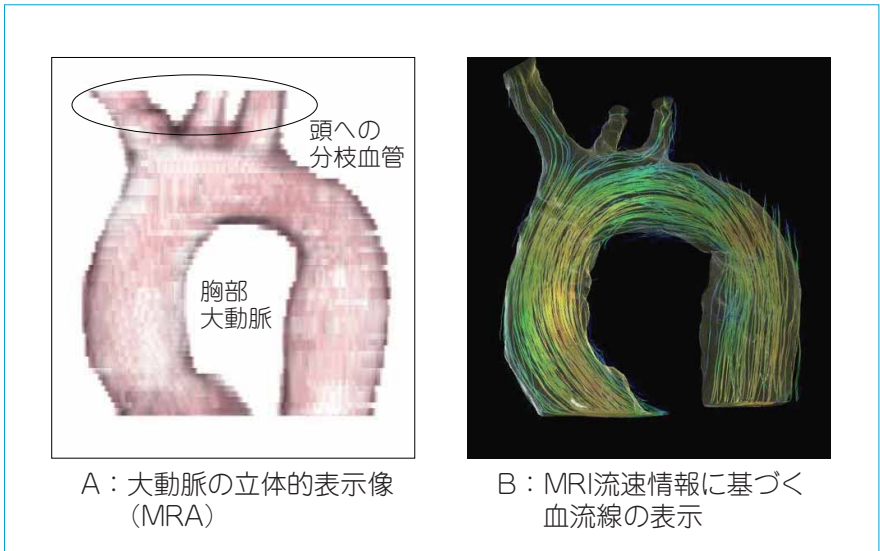 頭への
分枝血管
胸部
大動脈
A：大動脈の立体的表示像
（MRA）
B：MRI流速情報に基づく
血流線の表示